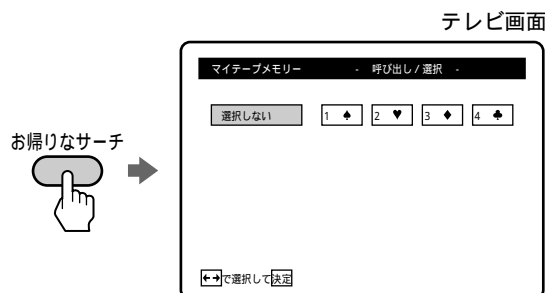 テレビ画面
マイテープメモリー - 呼び出し / 選択 -
選択しない 1 ♠ 2 ♥ 3 ♦ 4 ♣
お帰りなサーチ
←→で選択して決定